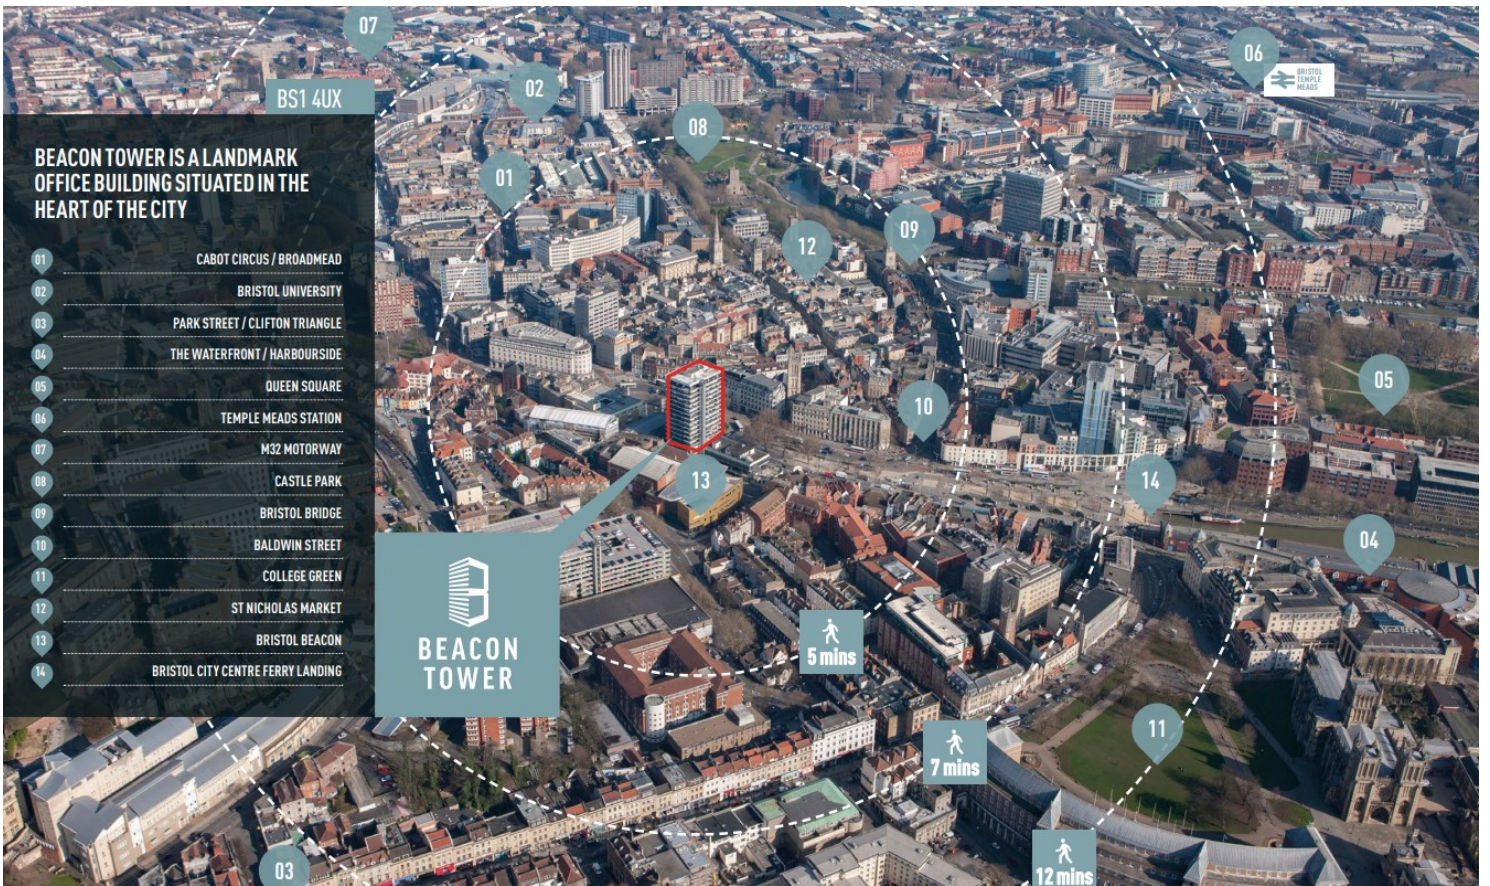 07
06
BRISTOL
TEMPLE
MEADS
02
BS1 4UX
08
BEACON TOWER IS A LANDMARK
OFFICE BUILDING SITUATED IN THE
HEART OF THE CITY
01
09
12
01 CABOT CIRCUS / BROADMEAD
02 BRISTOL UNIVERSITY
03 PARK STREET / CLIFTON TRIANGLE
04 THE WATERFRONT / HARBOURSIDE
05 QUEEN SQUARE
06 TEMPLE MEADS STATION
07 M32 MOTORWAY
08 CASTLE PARK
09 BRISTOL BRIDGE
10 BALDWIN STREET
11 COLLEGE GREEN
12 ST NICHOLAS MARKET
13 BRISTOL BEACON
14 BRISTOL CITY CENTRE FERRY LANDING
05
10
13
14
04
BEACON
TOWER
5 mins
11
7 mins
03
12 mins